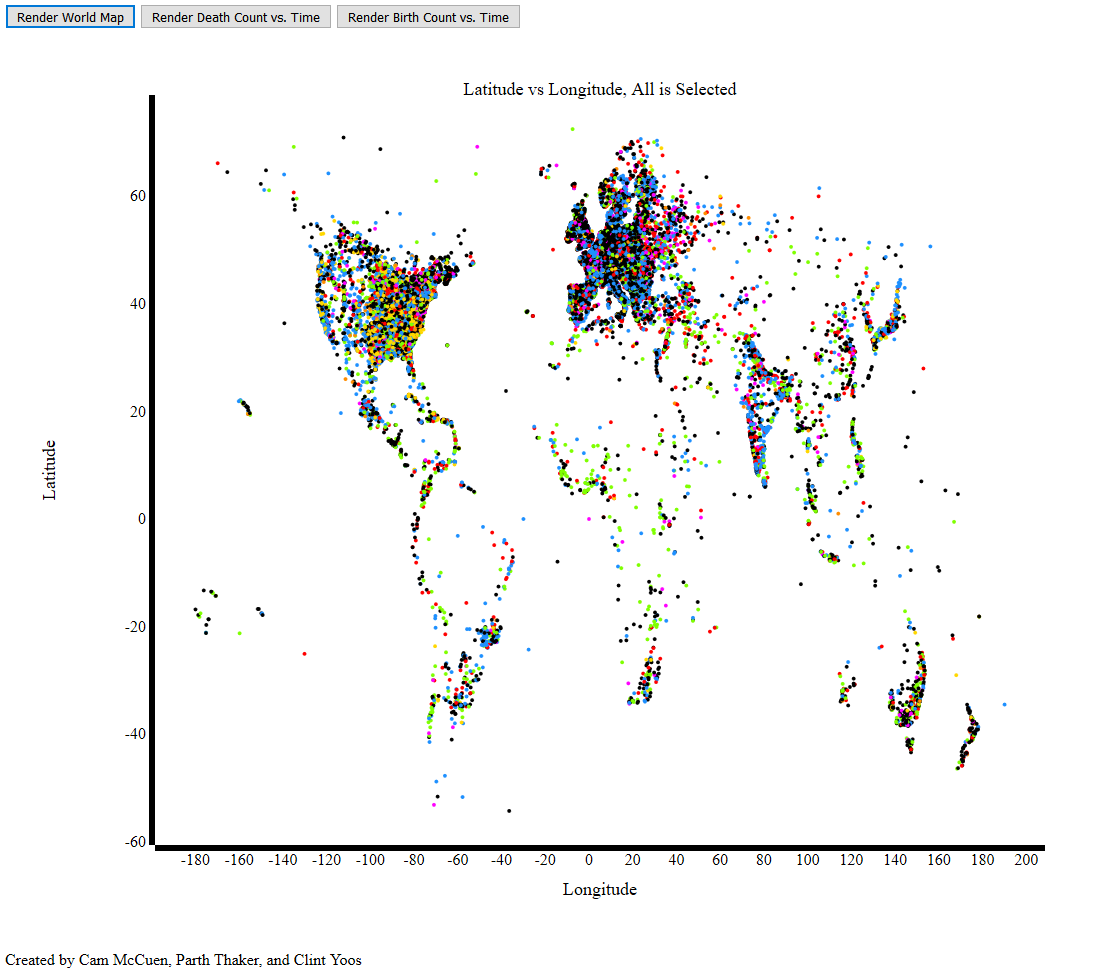 Render World Map Render Death Count vs. Time Render Birth Count vs. Time
Latitude vs Longitude, All is Selected
60
40
20
0
-20
-40
-60
Latitude
-180 -160 -140 -120 -100 -80 -60 -40 -20 0 20 40 60 80 100 120 140 160 180 200
Longitude
Created by Cam McCuen, Parth Thaker, and Clint Yoos